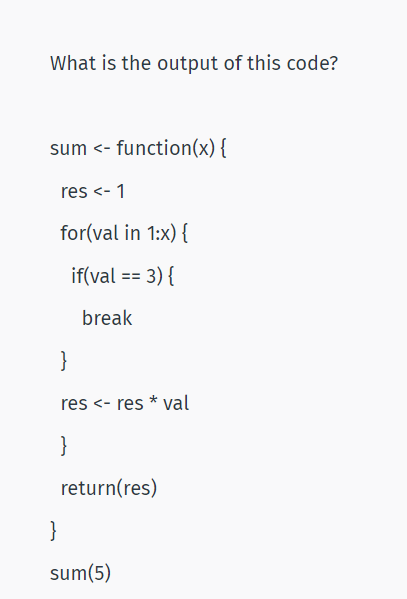 What is the output of this code?
sum <- function(x) {
res <- 1
for(val in 1:x) {
if(val == 3) {
break
}
res <- res * val
}
return(res)
}
sum(5)